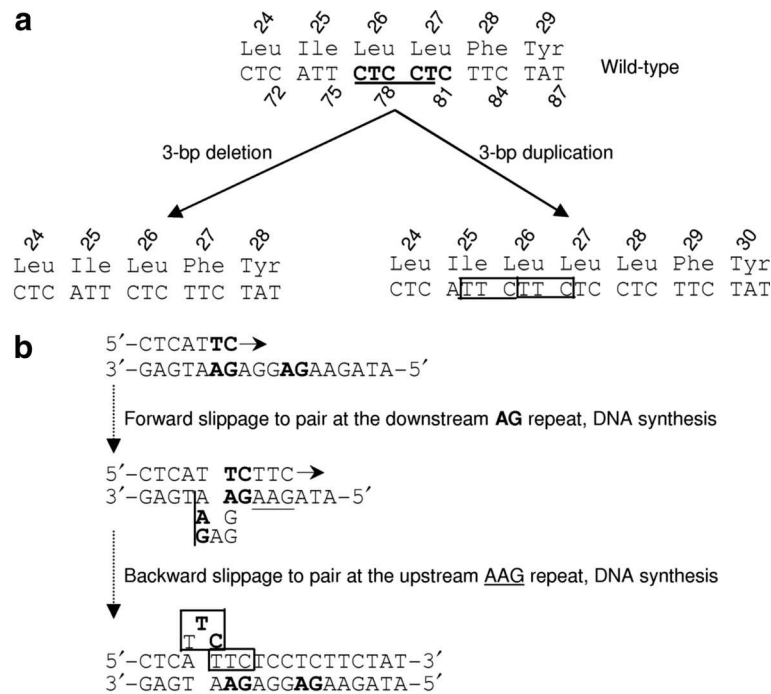 a
24 25 26 27 28 29
Leu Ile Leu Leu Phe Tyr
CTC ATT CTC CTC TTC TAT Wild-type
72 75 78 81 84 87
3-bp deletion 3-bp duplication
24 25 26 27 28
Leu Ile Leu Phe Tyr
CTC ATT CTC TTC TAT
24 25 26 27 28 29 30
Leu Ile Leu Leu Leu Phe Tyr
CTC ATT CTT CTC CTC TTC TAT
b
5′-CTCATTC
3′-GAGTAAGAGGAGAAGATA-5′
Forward slippage to pair at the downstream AG repeat, DNA synthesis
5′-CTCAT TCTTC
3′-GAGTA AGAAGATA-5′
A G
GAG
Backward slippage to pair at the upstream AAG repeat, DNA synthesis
T
T C
5′-CTCA TTCTCCTCTTCTAT-3′
3′-GAGT AAGAGGAGAAGATA-5′